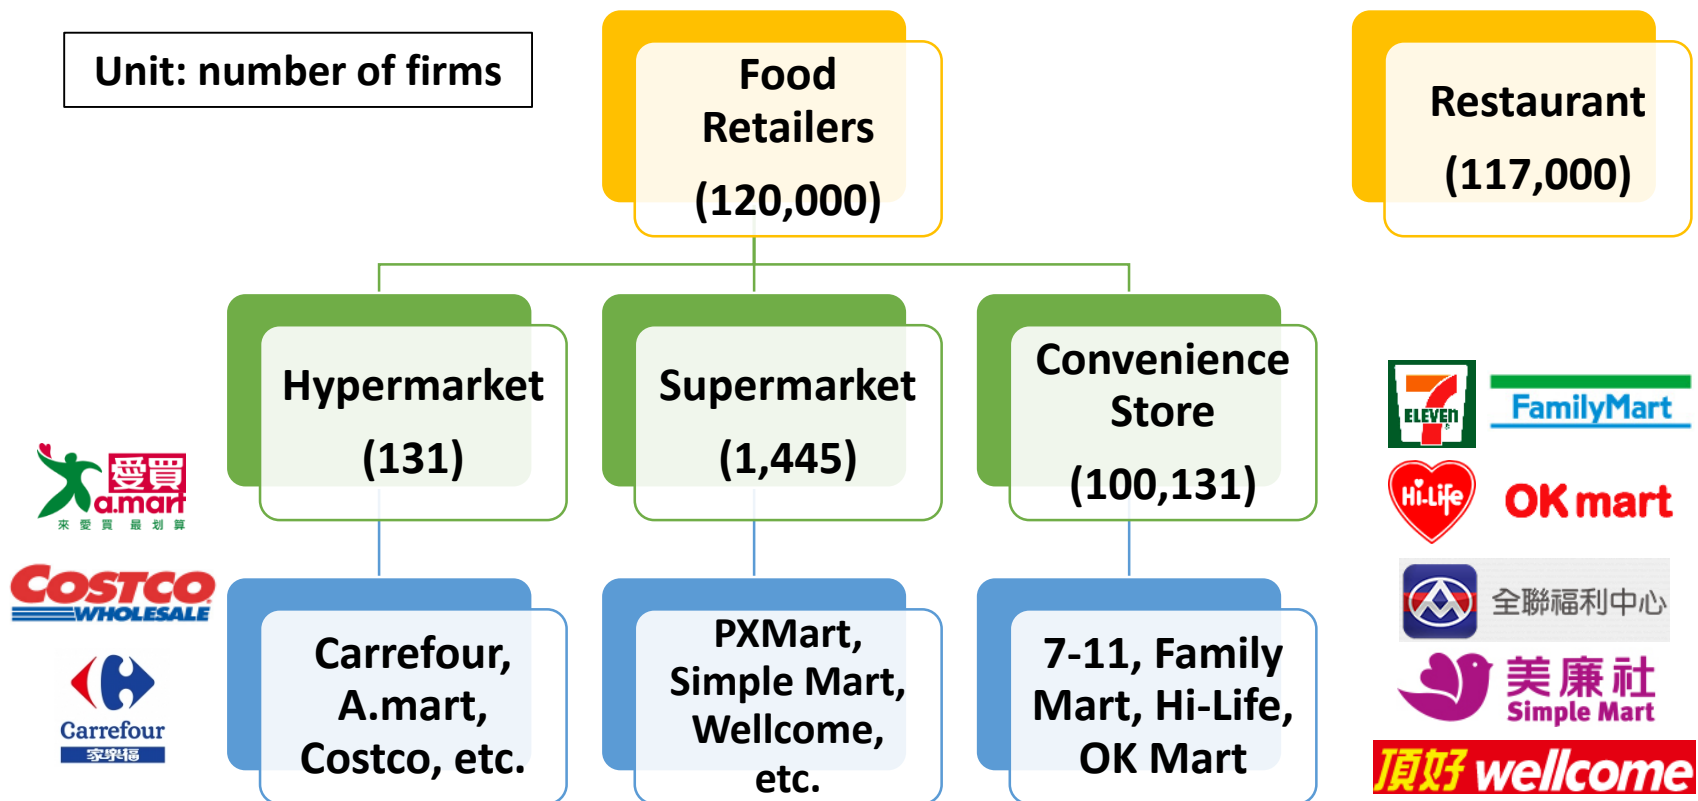 Unit: number of firms
Food
Retailers
(120,000)
Restaurant
(117,000)
Hypermarket
(131)
Supermarket
(1,445)
Convenience
Store
(100,131)
Carrefour,
A.mart,
Costco, etc.
PXMart,
Simple Mart,
Wellcome,
etc.
7-11, Family
Mart, Hi-Life,
OK Mart
愛買
a.mart
來愛買最划算
COSTCO
WHOLESALE
Carrefour
家樂福
7
ELEVEn
FamilyMart
Hi-Life
OK mart
全聯福利中心
美廉社
Simple Mart
頂好 wellcome